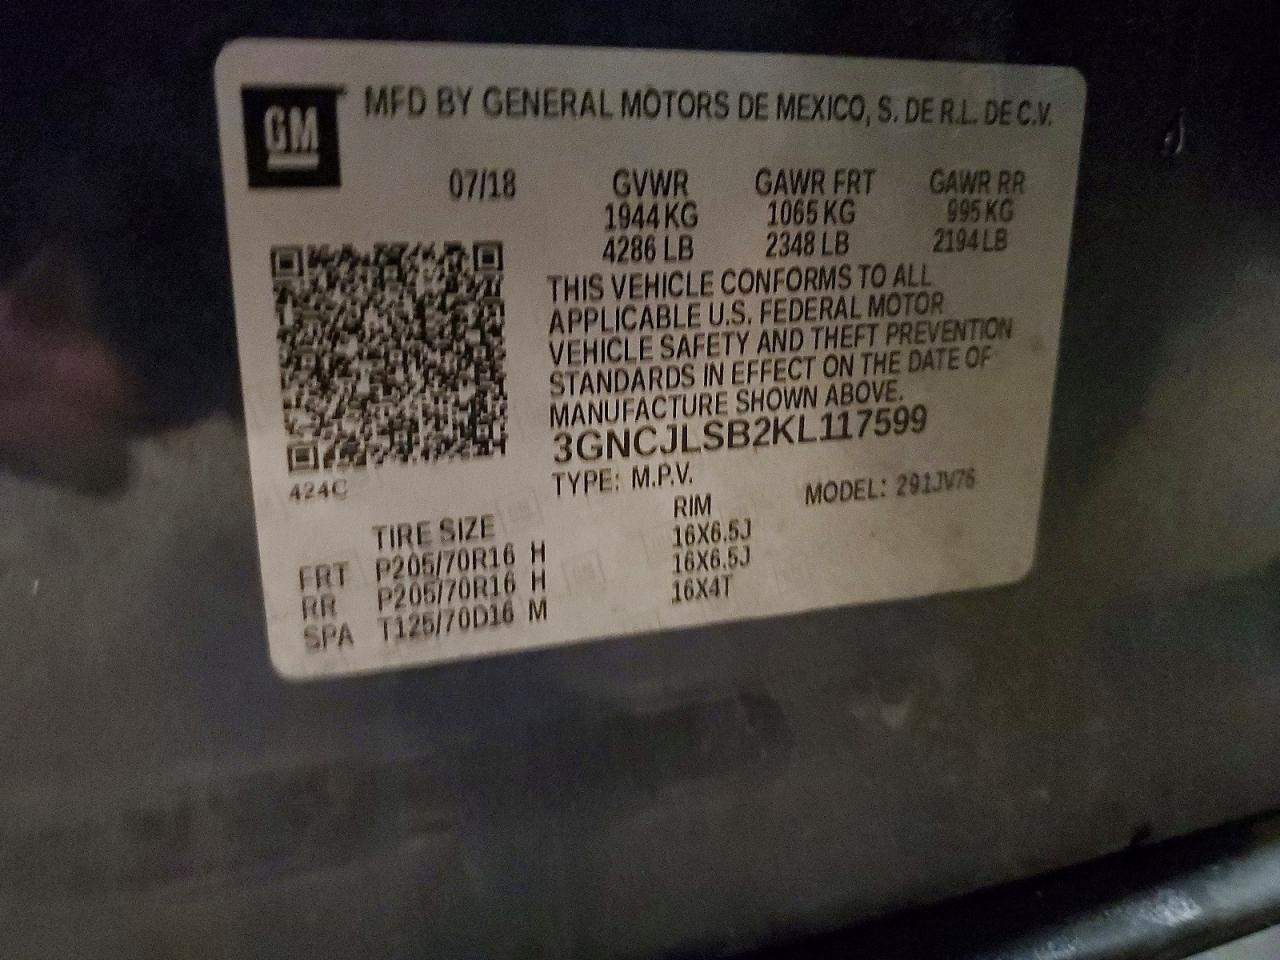 GM
MFD BY GENERAL MOTORS DE MEXICO, S. DE R.L. DE C.V.
07/18 GVWR GAWR FRT GAWR RR
1944 KG 1065 KG 995 KG
4286 LB 2348 LB 2194 LB
THIS VEHICLE CONFORMS TO ALL
APPLICABLE U.S. FEDERAL MOTOR
VEHICLE SAFETY AND THEFT PREVENTION
STANDARDS IN EFFECT ON THE DATE OF
MANUFACTURE SHOWN ABOVE.
3GNCJLSB2KL117599
424C
TYPE: M.P.V. MODEL: 291JV76
TIRE SIZE RIM
FRT P205/70R16 H 16X6.5J
RR P205/70R16 H 16X6.5J
SPA T125/70D16 M 16X4T